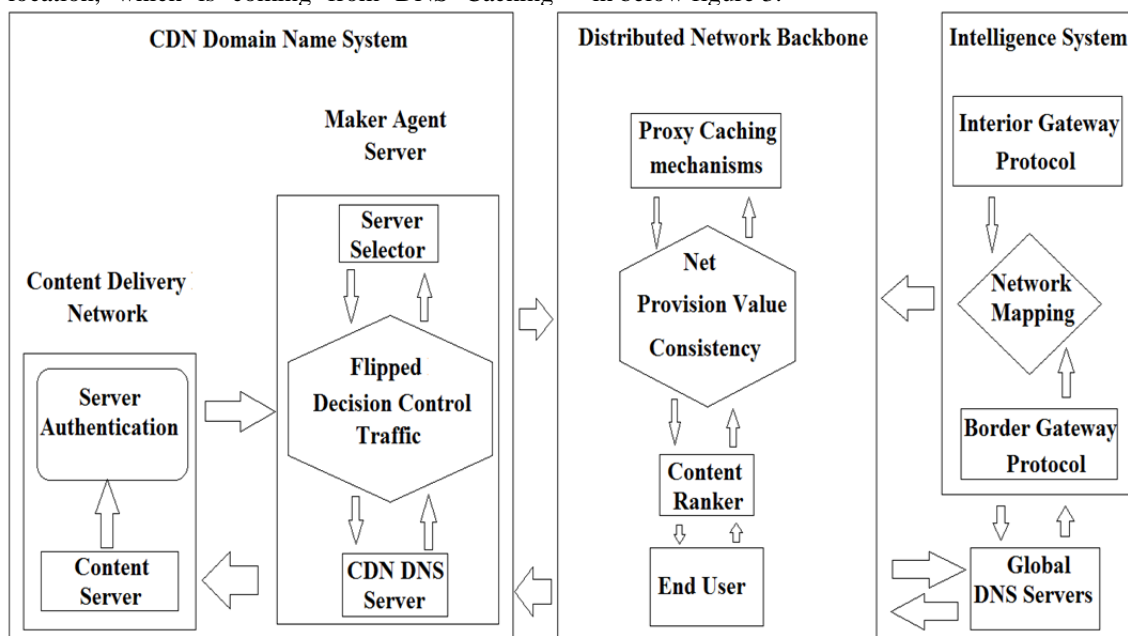 location, which is coming from DNS Caching
in below figure 3.
CDN Domain Name System
Maker Agent
Server
Server
Selector
Content Delivery
Network
Flipped
Decision Control
Traffic
Server
Authentication
Content
Server
CDN DNS
Server
Distributed Network Backbone
Proxy Caching
mechanisms
Net
Provision Value
Consistency
Content
Ranker
End User
Intelligence System
Interior Gateway
Protocol
Network
Mapping
Border Gateway
Protocol
Global
DNS Servers